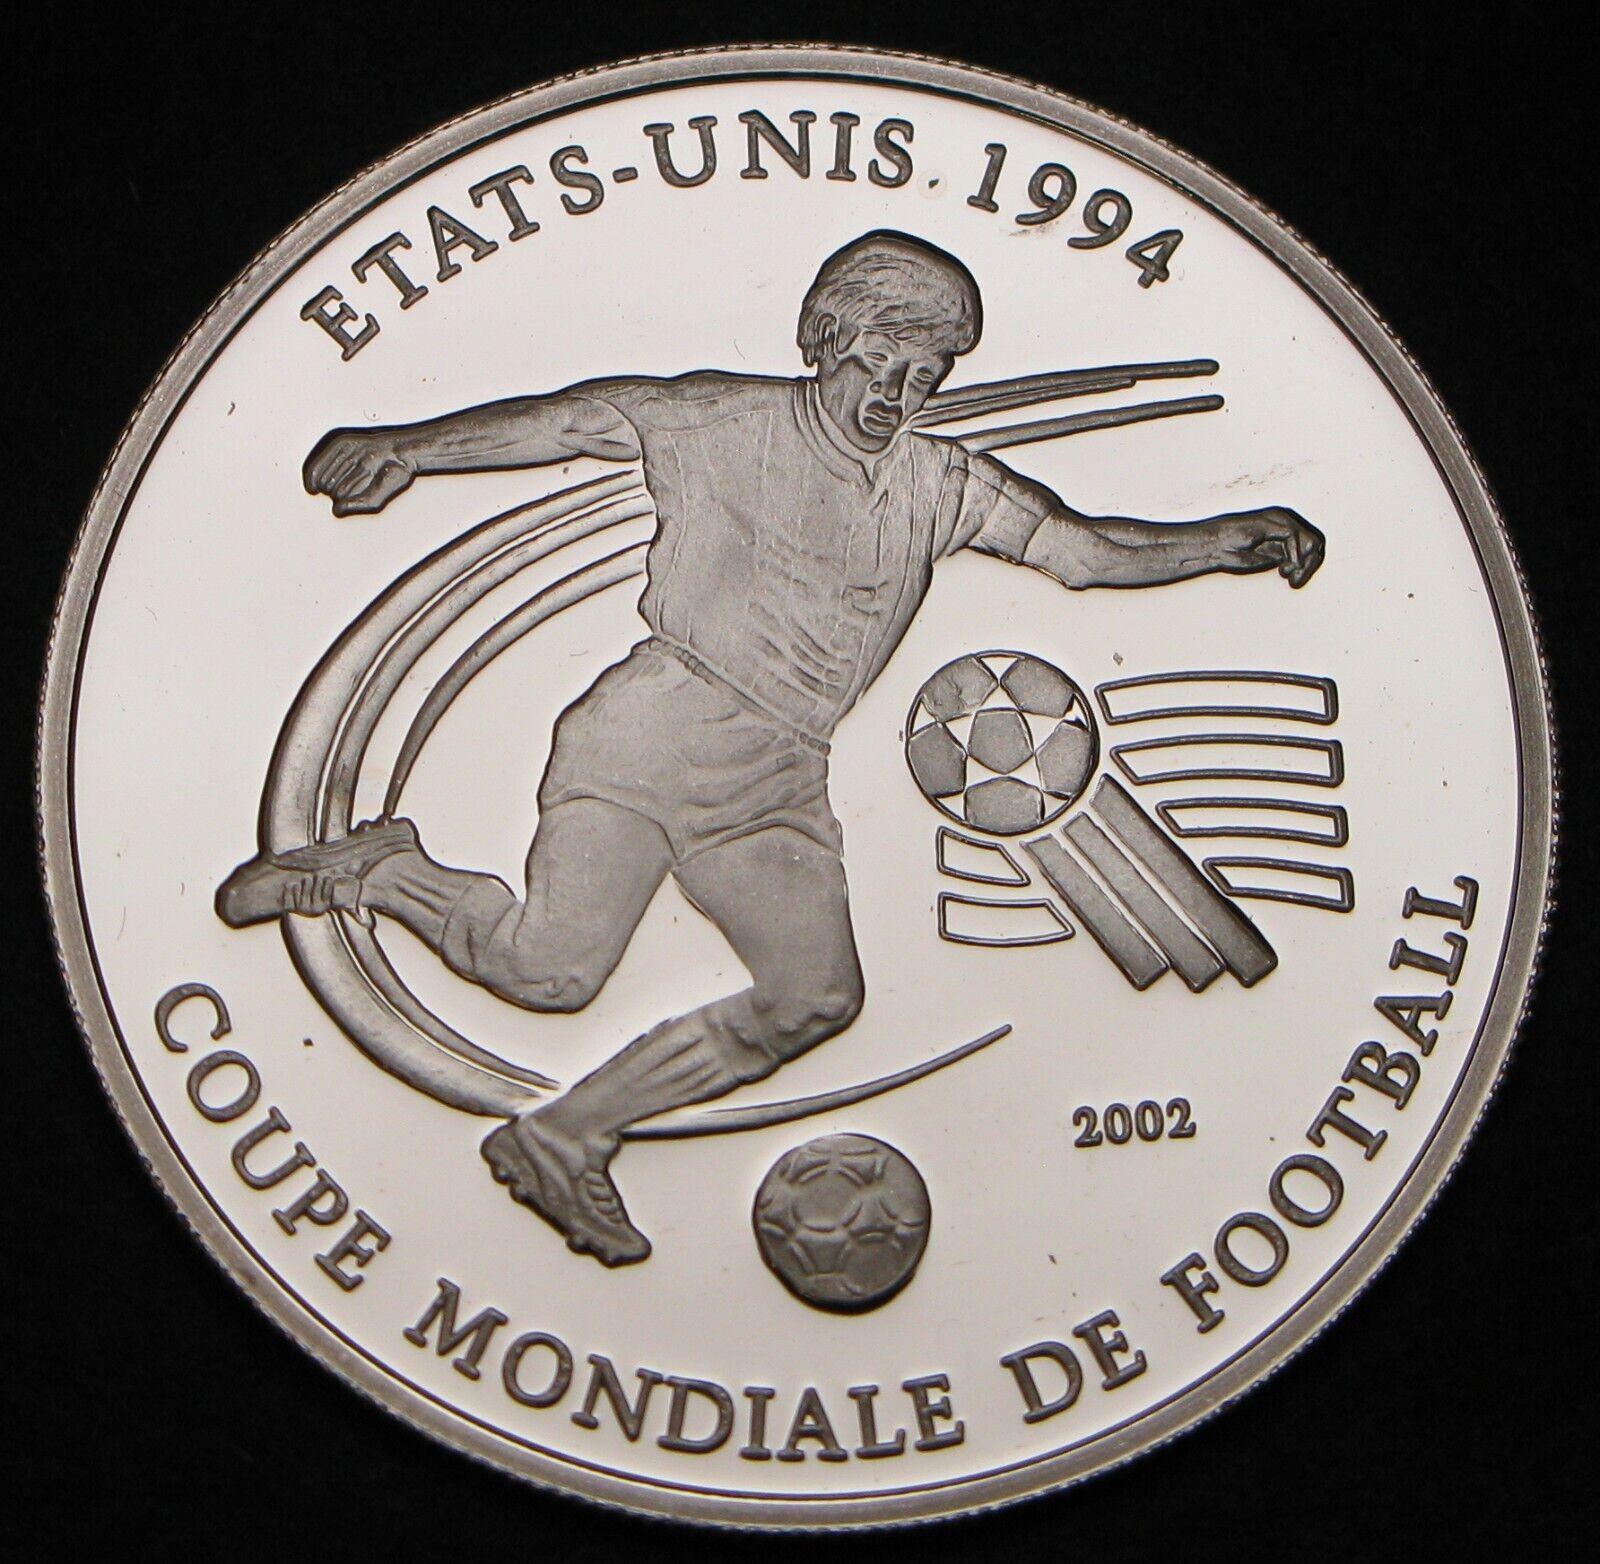 ETATS-UNIS. 1994
2002
COUPE MONDIALE DE FOOTBALL